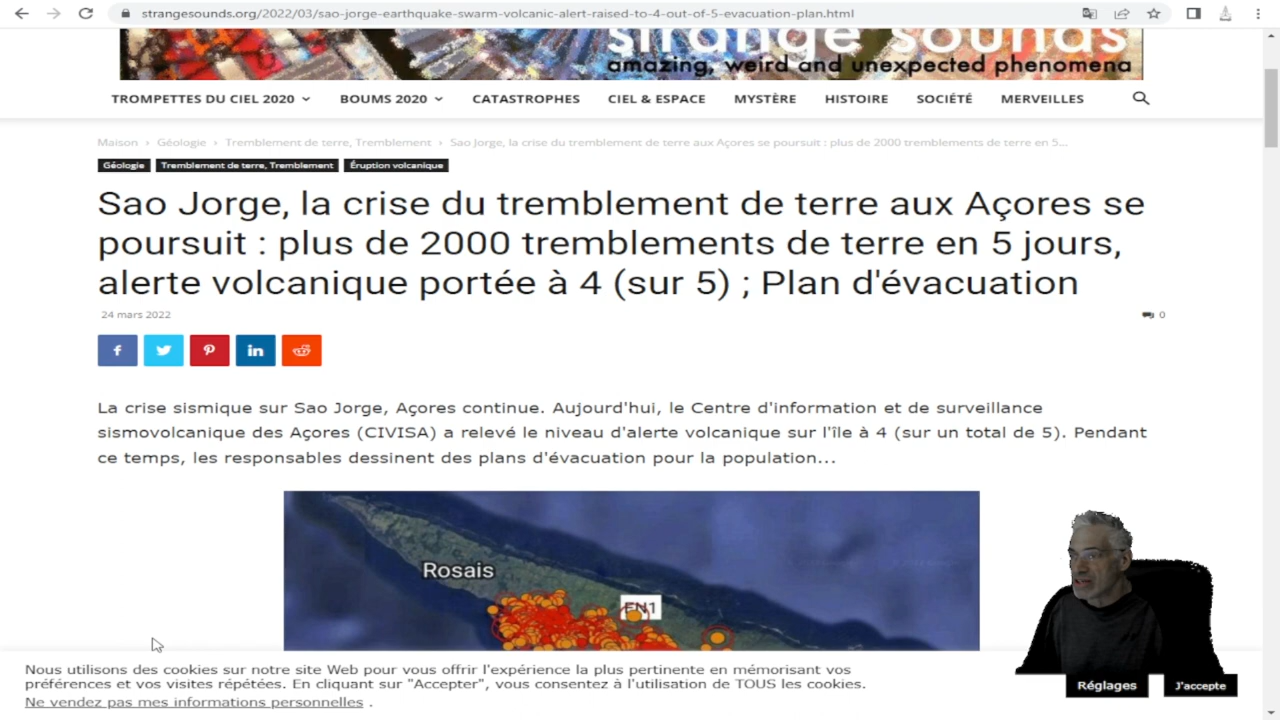 strangesounds.org/2022/03/sao-jorge-earthquake-swarm-volcanic-alert-raised-to-4-out-of-5-evacuation-plan.html
strange sounds
amazing, weird and unexpected phenomena
TROMPETTES DU CIEL 2020 BOUMS 2020 CATASTROPHES CIEL & ESPACE MYSTÈRE HISTOIRE SOCIÉTÉ MERVEILLES
Maison › Géologie › Tremblement de terre, Tremblement › Sao Jorge, la crise du tremblement de terre aux Açores se poursuit : plus de 2000 tremblements de terre en 5...
Géologie Tremblement de terre, Tremblement Éruption volcanique
Sao Jorge, la crise du tremblement de terre aux Açores se
poursuit : plus de 2000 tremblements de terre en 5 jours,
alerte volcanique portée à 4 (sur 5) ; Plan d'évacuation
24 mars 2022 0
La crise sismique sur Sao Jorge, Açores continue. Aujourd'hui, le Centre d'information et de surveillance
sismovolcanique des Açores (CIVISA) a relevé le niveau d'alerte volcanique sur l'île à 4 (sur un total de 5). Pendant
ce temps, les responsables dessinent des plans d'évacuation pour la population...
Rosais
EN1
Nous utilisons des cookies sur notre site Web pour vous offrir l'expérience la plus pertinente en mémorisant vos
préférences et vos visites répétées. En cliquant sur "Accepter", vous consentez à l'utilisation de TOUS les cookies.
Ne vendez pas mes informations personnelles .
Réglages J'accepte